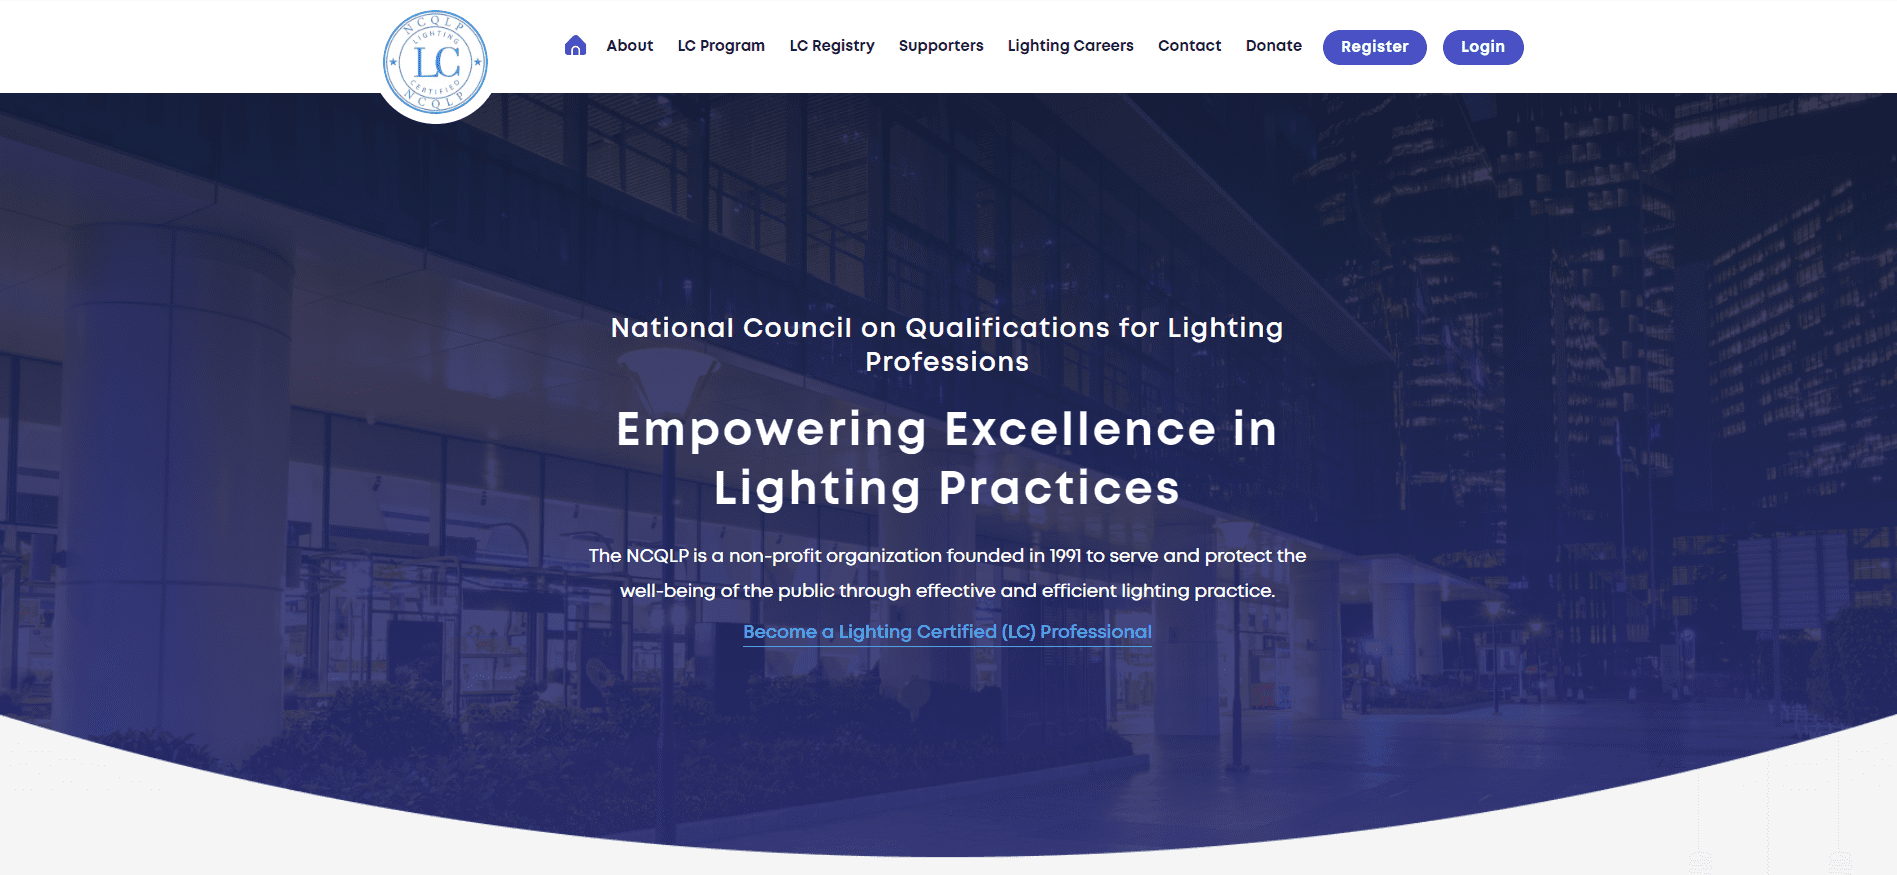 NCQLP
LIGHTING
LC
CERTIFIED
NCQLP
About
LC Program
LC Registry
Supporters
Lighting Careers
Contact
Donate
Register
Login
National Council on Qualifications for Lighting
Professions
Empowering Excellence in
Lighting Practices
The NCQLP is a non-profit organization founded in 1991 to serve and protect the
well-being of the public through effective and efficient lighting practice.
Become a Lighting Certified (LC) Professional